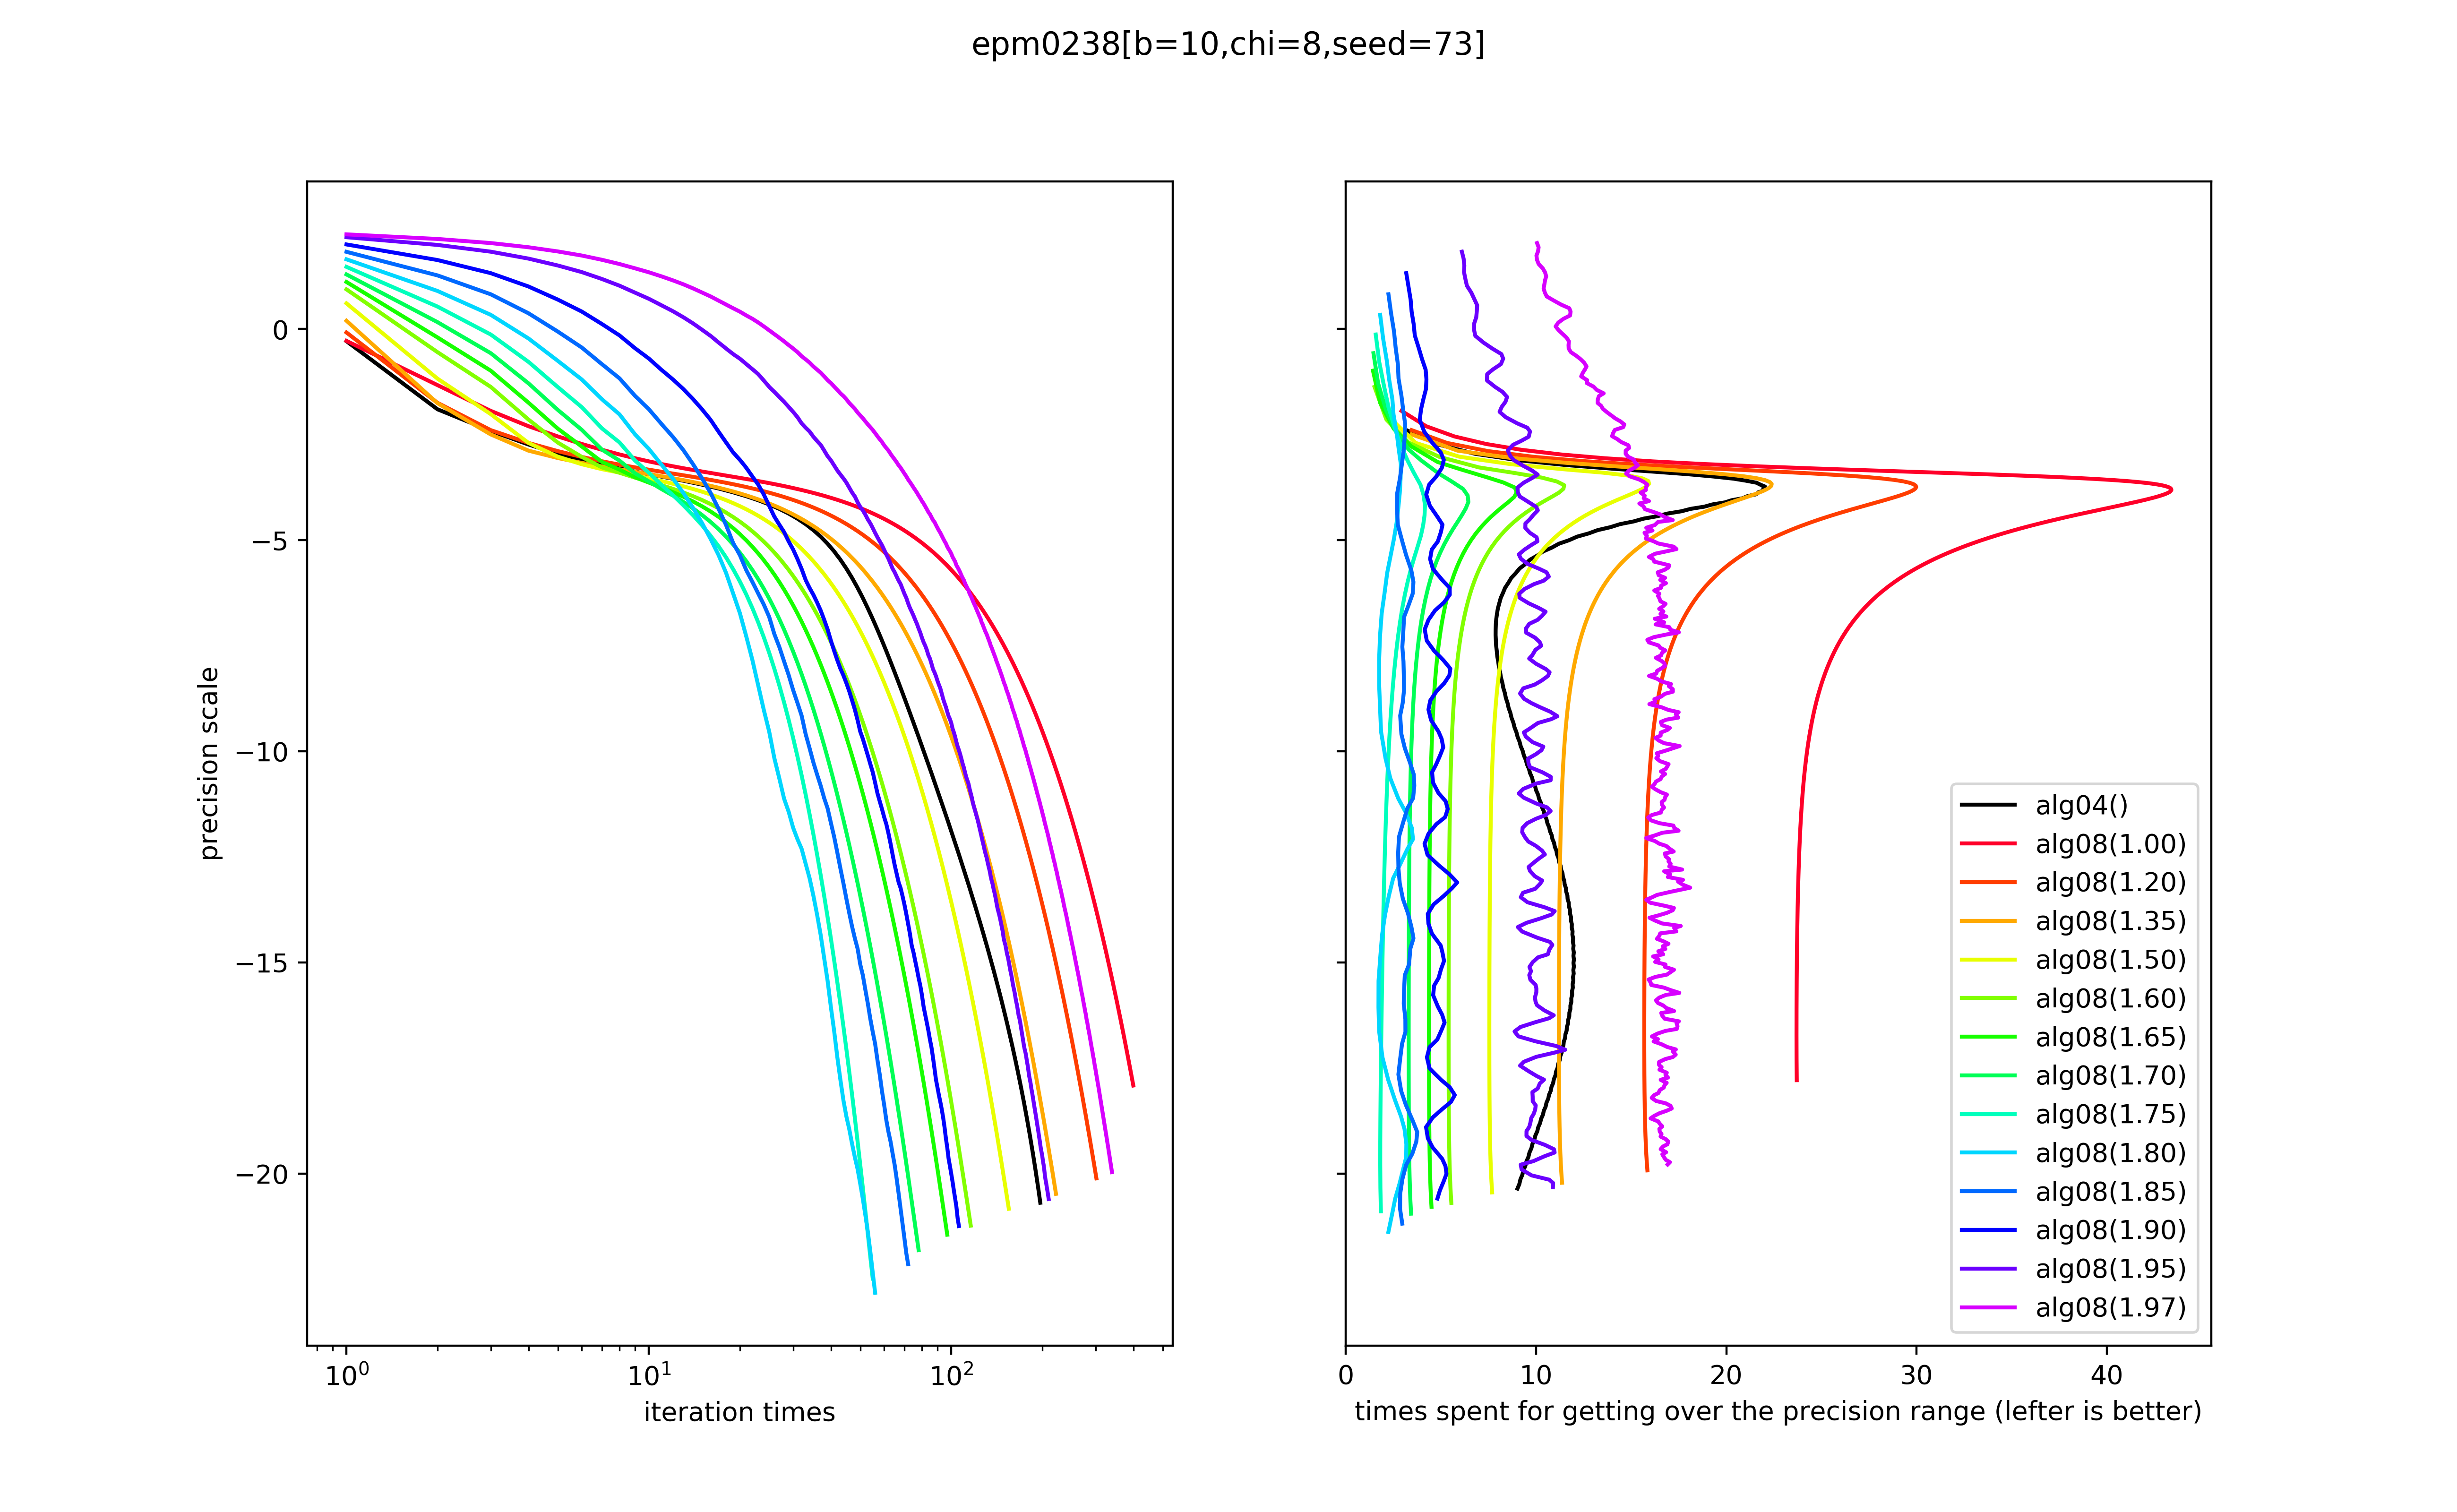 epm0238[b=10,chi=8,seed=73]
precision scale
0
−5
−10
−15
−20
10⁰ 10¹ 10²
iteration times
0 10 20 30 40
times spent for getting over the precision range (lefter is better)
alg04()
alg08(1.00)
alg08(1.20)
alg08(1.35)
alg08(1.50)
alg08(1.60)
alg08(1.65)
alg08(1.70)
alg08(1.75)
alg08(1.80)
alg08(1.85)
alg08(1.90)
alg08(1.95)
alg08(1.97)